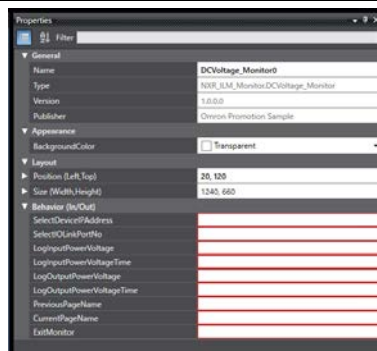 Properties
Filter
General
Name DCVoltage_Monitor0
Type NXR_ILM_Monitor.DCVoltage_Monitor
Version 1.0.0.0
Publisher Omron Promotion Sample
Appearance
BackgroundColor Transparent
Layout
Position (Left,Top) 20, 120
Size (Width,Height) 1240, 660
Behavior (In/Out)
SelectDeviceIPAddress
SelectIOLinkPortNo
LogInputPowerVoltage
LogInputPowerVoltageTime
LogOutputPowerVoltage
LogOutputPowerVoltageTime
PreviousPageName
CurrentPageName
ExitMonitor